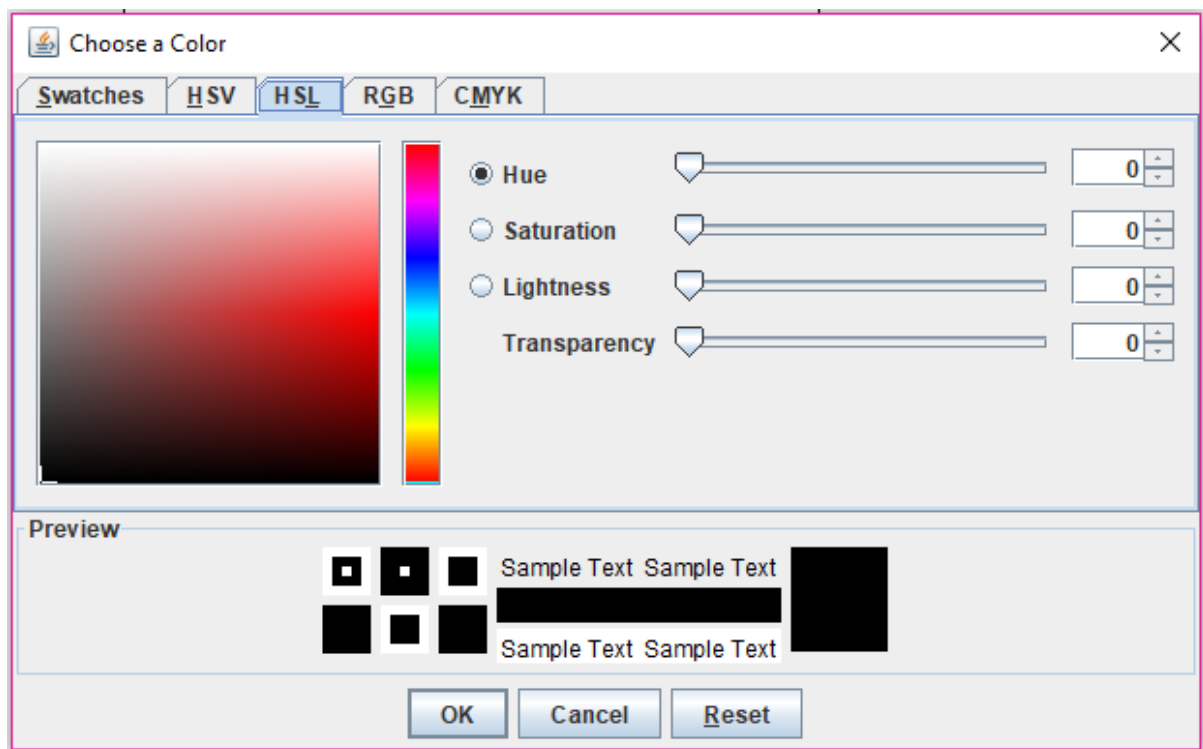 Choose a Color
Swatches HSV HSL RGB CMYK
Hue 0
Saturation 0
Lightness 0
Transparency 0
Preview
Sample Text Sample Text
Sample Text Sample Text
OK Cancel Reset